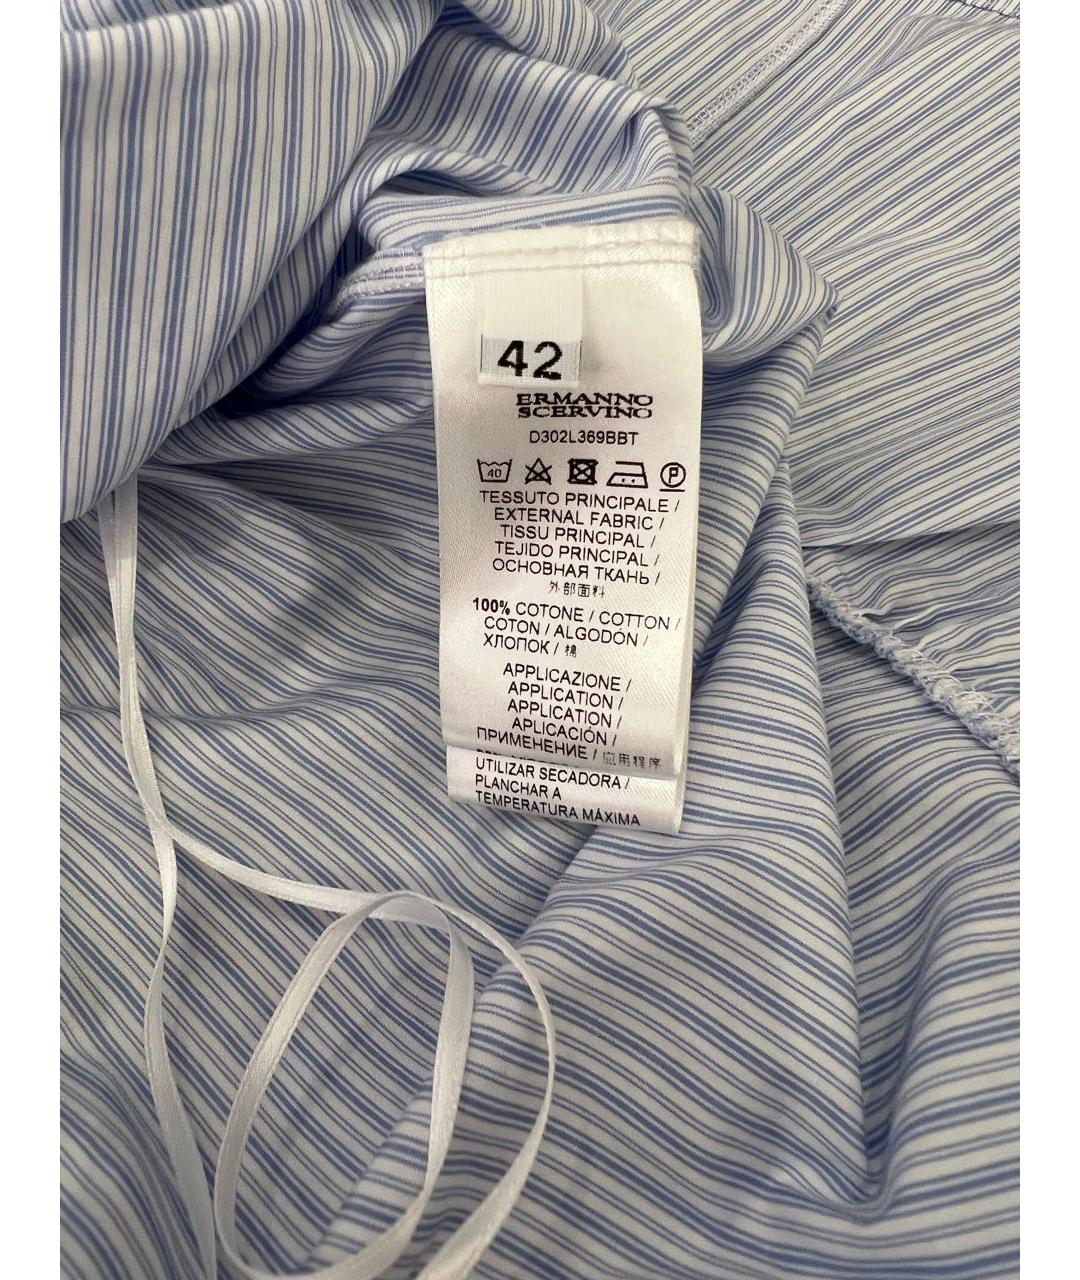 42
ERMANNO
SCERVINO
D302L369BBT
40 P
TESSUTO PRINCIPALE /
EXTERNAL FABRIC /
TISSU PRINCIPAL /
TEJIDO PRINCIPAL /
ОСНОВНАЯ ТКАНЬ /
外部面料
100% COTONE / COTTON /
COTON / ALGODÓN /
ХЛОПОК / 棉
APPLICAZIONE /
APPLICATION /
APPLICATION /
APLICACIÓN /
ПРИМЕНЕНИЕ / 应用程序
UTILIZAR SECADORA /
PLANCHAR A
TEMPERATURA MÁXIMA